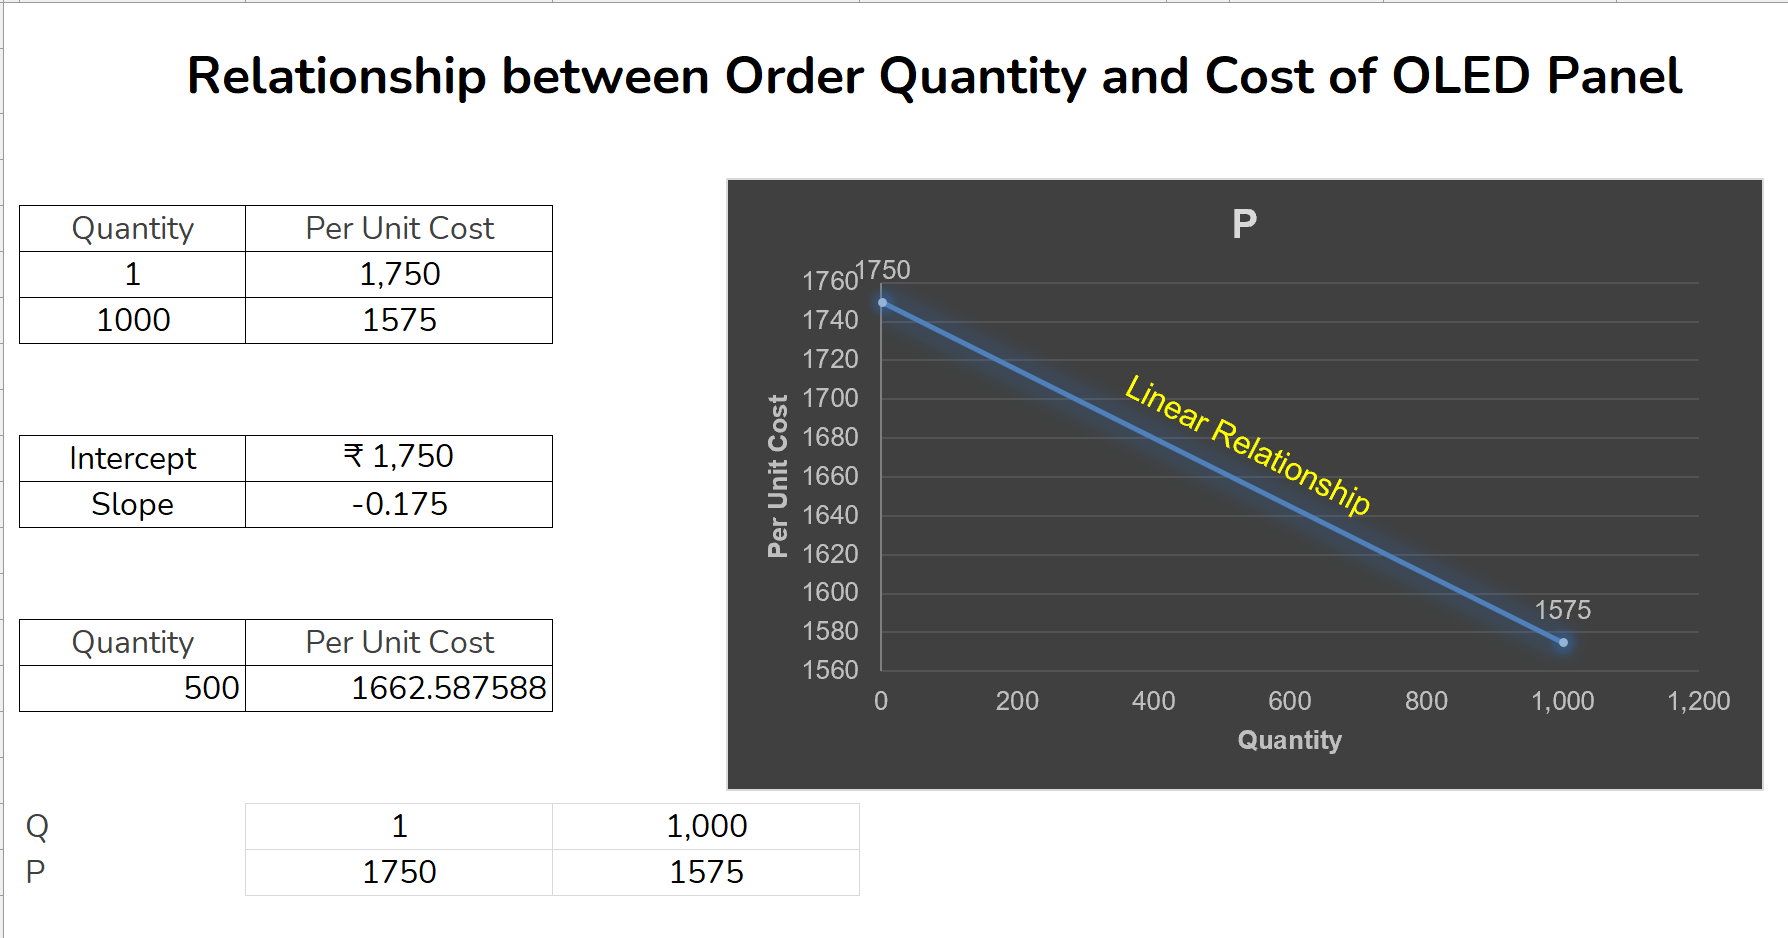 Relationship between Order Quantity and Cost of OLED Panel
Quantity Per Unit Cost
1 1,750
1000 1575
Intercept ₹ 1,750
Slope -0.175
Quantity Per Unit Cost
500 1662.587588
P
1750
1760
1740
1720
1700
1680
1660
1640
1620
1600
1580
1560
Per Unit Cost
Linear Relationship
1575
0 200 400 600 800 1,000 1,200
Quantity
Q 1 1,000
P 1750 1575